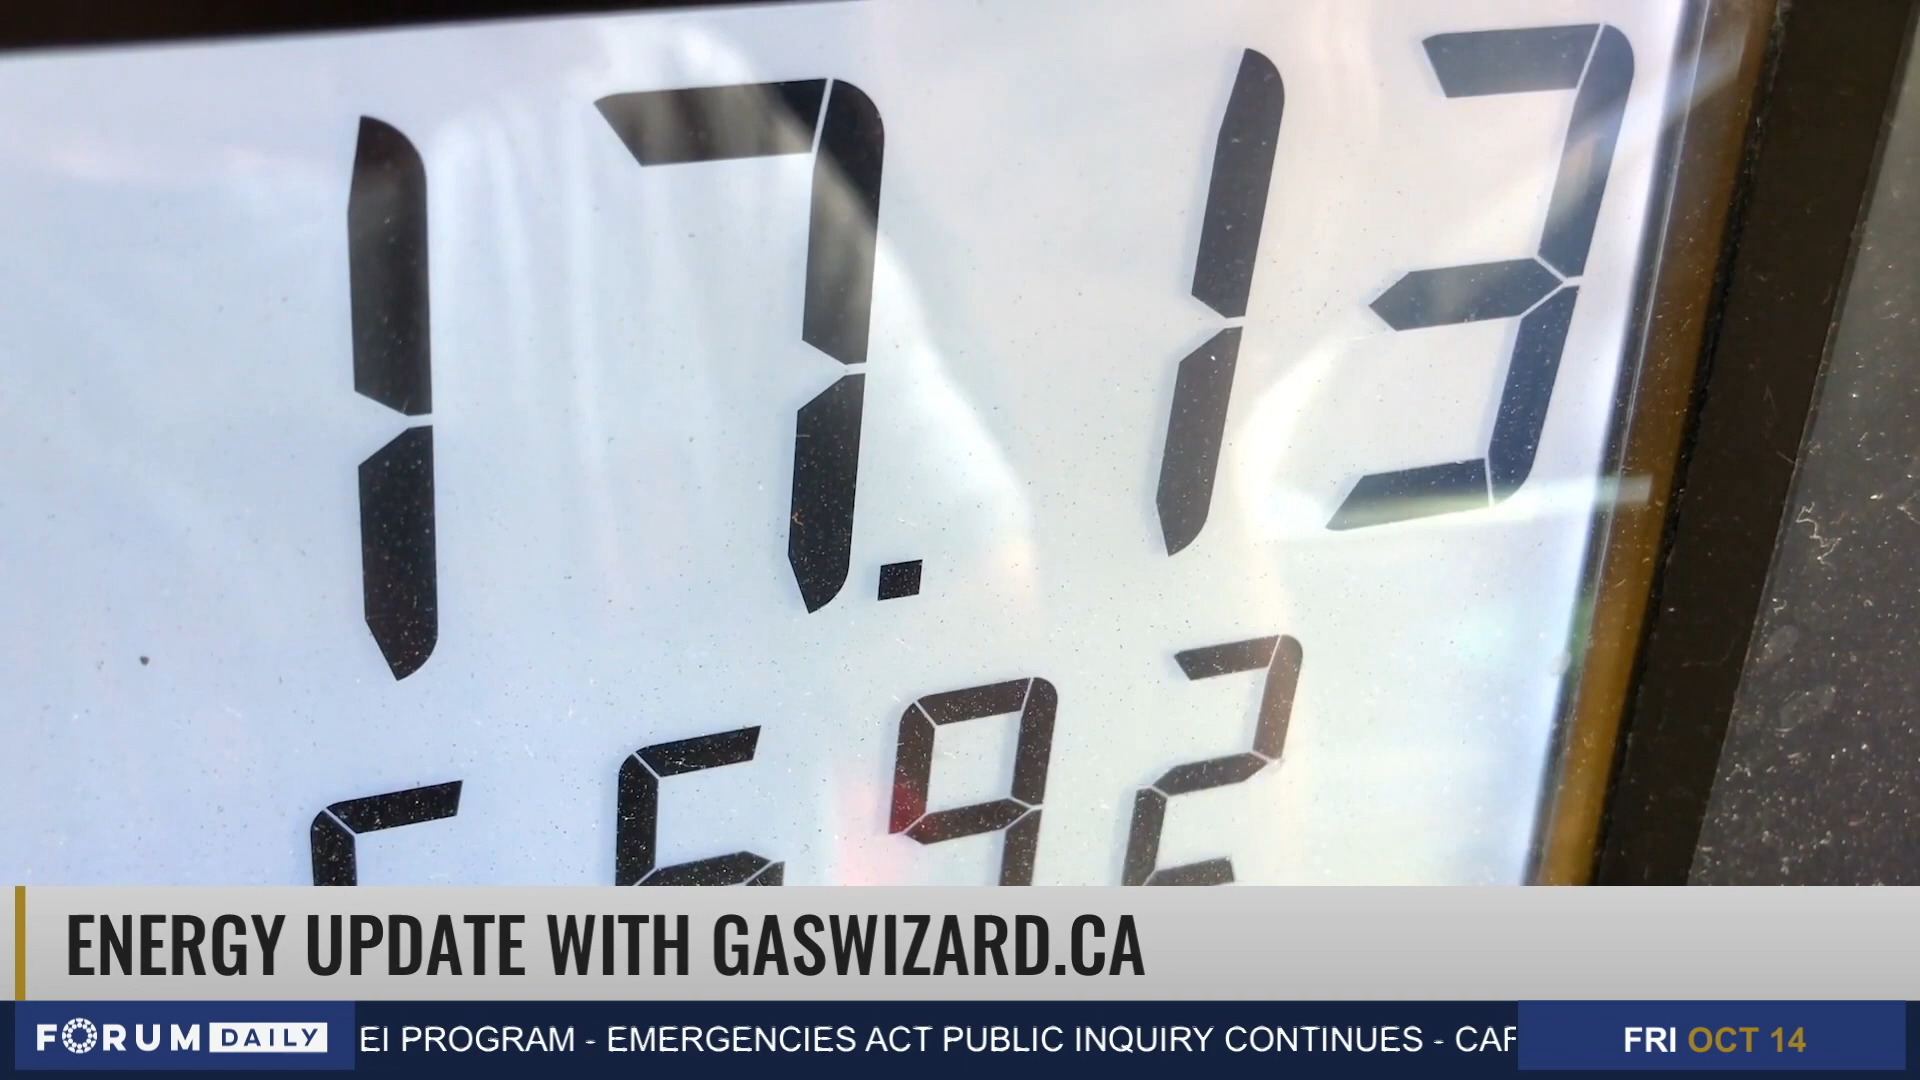 17.13
ENERGY UPDATE WITH GASWIZARD.CA
FORUM DAILY
EI PROGRAM - EMERGENCIES ACT PUBLIC INQUIRY CONTINUES -
FRI OCT 14